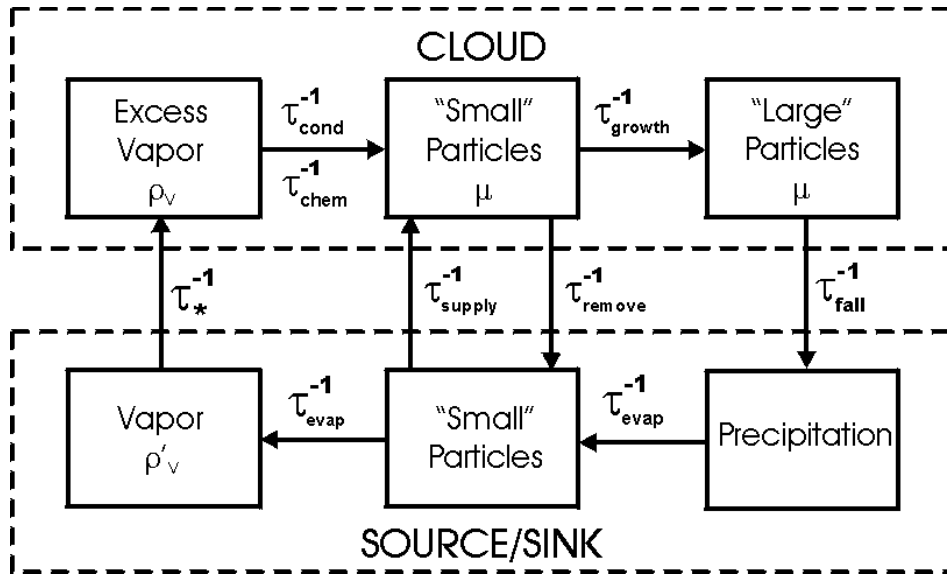 CLOUD
Excess
Vapor
ρv
τ-1cond
τ-1chem
"Small"
Particles
μ
τ-1growth
"Large"
Particles
μ
τ-1*
τ-1supply
τ-1remove
τ-1fall
Vapor
ρ'v
τ-1evap
"Small"
Particles
τ-1evap
Precipitation
SOURCE/SINK